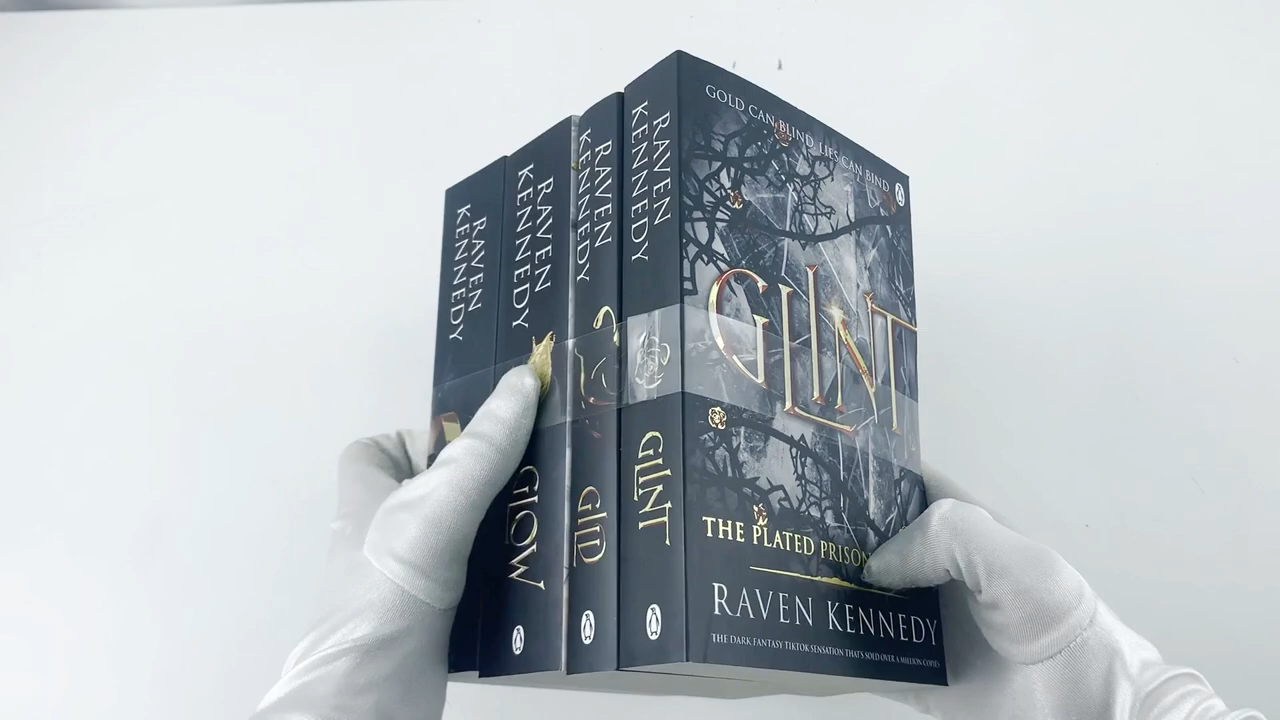 RAVEN
KENNEDY
RAVEN
KENNEDY
GLOW
RAVEN
KENNEDY
GILD
RAVEN
KENNEDY
GLINT
GOLD CAN BLIND, LIES CAN BIND
GLINT
THE PLATED PRISON
RAVEN KENNEDY
THE DARK FANTASY TIKTOK SENSATION THAT'S SOLD OVER A MILLION COPIES